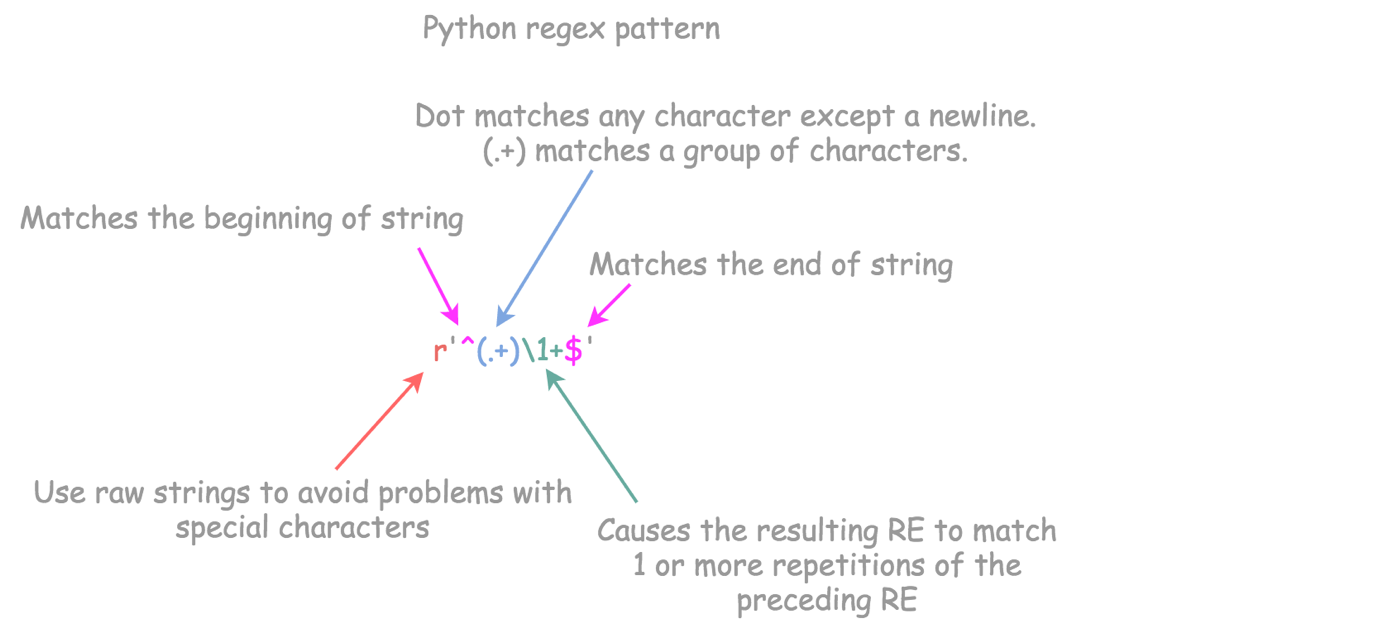 Python regex pattern
Dot matches any character except a newline.
(.+) matches a group of characters.
Matches the beginning of string
Matches the end of string
r'^(.+)\1+$'
Use raw strings to avoid problems with
special characters
Causes the resulting RE to match
1 or more repetitions of the
preceding RE